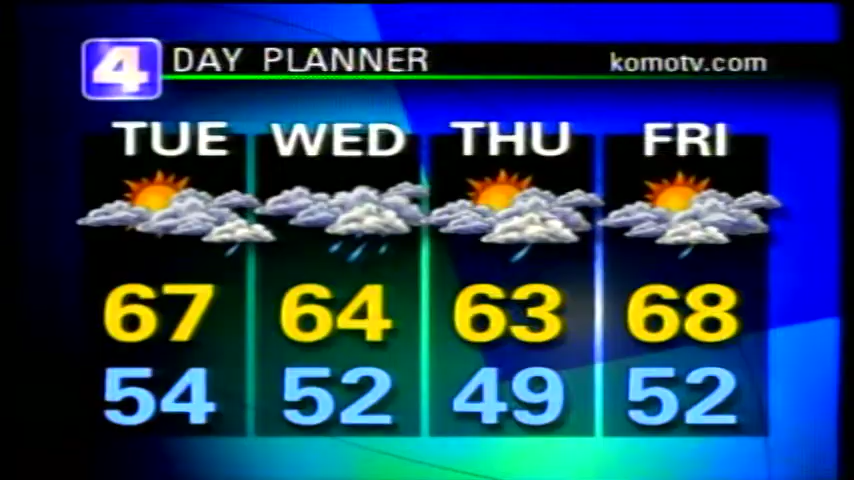 4 DAY PLANNER komotv.com
TUE WED THU FRI
67 64 63 68
54 52 49 52